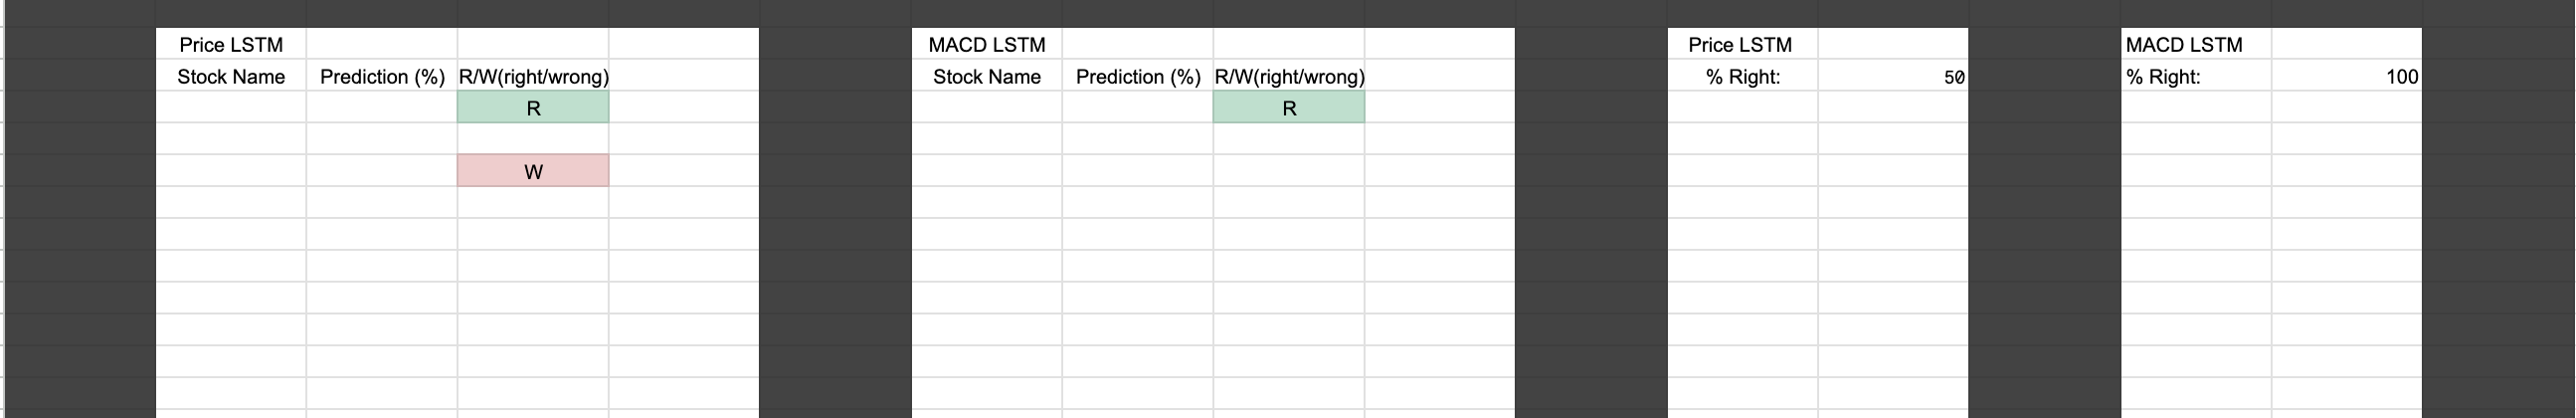 Price LSTM MACD LSTM Price LSTM MACD LSTM
Stock Name Prediction (%) R/W(right/wrong) Stock Name Prediction (%) R/W(right/wrong) % Right: 50 % Right: 100
R R
W